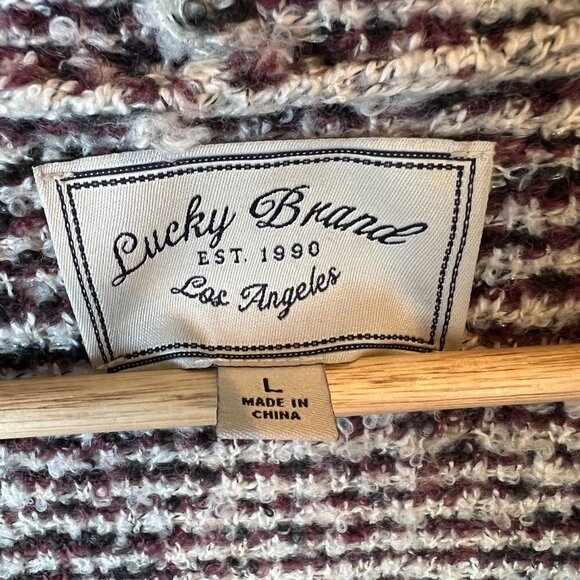 Lucky Brand
EST. 1990
Los Angeles
L
MADE IN
CHINA